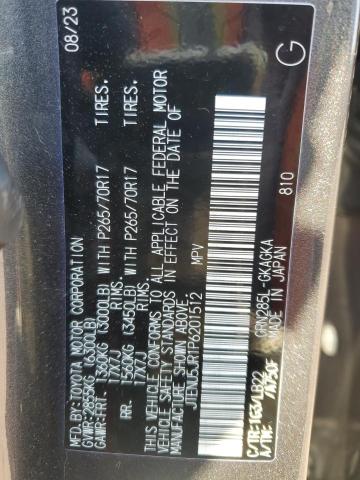 MFD. BY:TOYOTA MOTOR CORPORATION 08/23
GVWR:2855KG (6300LB)
GAWR:FRT. 1360KG (3000LB) WITH P265/70R17 TIRES.
17X7J RIMS.
RR. 1560KG (3450LB) WITH P265/70R17 TIRES.
17X7J RIMS.
THIS VEHICLE CONFORMS TO ALL APPLICABLE FEDERAL MOTOR
VEHICLE SAFETY STANDARDS IN EFFECT ON THE DATE OF
MANUFACTURE SHOWN ABOVE.
JTENU5JR1P6201512 MPV
G
810
C/TR:1G3/LB22 GRN285L-GKAGKA
A/TM: /A750F MADE IN JAPAN